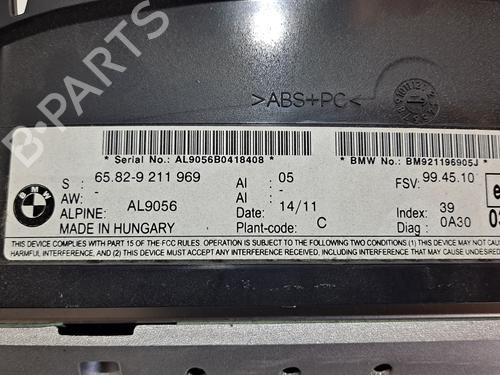 >ABS+PC<
* Serial No.: AL9056B0418408 *
* BMW No.: BM921196905J
S : 65.82-9 211 969 AI : 05 FSV: 99.45.10
AW: - AI : -
ALPINE: AL9056 Date : 14/11 Index: 39
MADE IN HUNGARY Plant-code: C Diag : 0A30
THIS DEVICE COMPLIES WITH PART 15 OF THE FCC RULES. OPERATION IS SUBJECT TO THE FOLLOWING TWO CONDITIONS: (1) THIS DEVICE
HARMFUL INTERFERENCE, AND (2) THIS DEVICE MUST ACCEPT ANY INTERFERENCE RECEIVED, INCLUDING INTERFERENCE THAT MAY CAUSE UNDESIRED
BMW
B-Parts